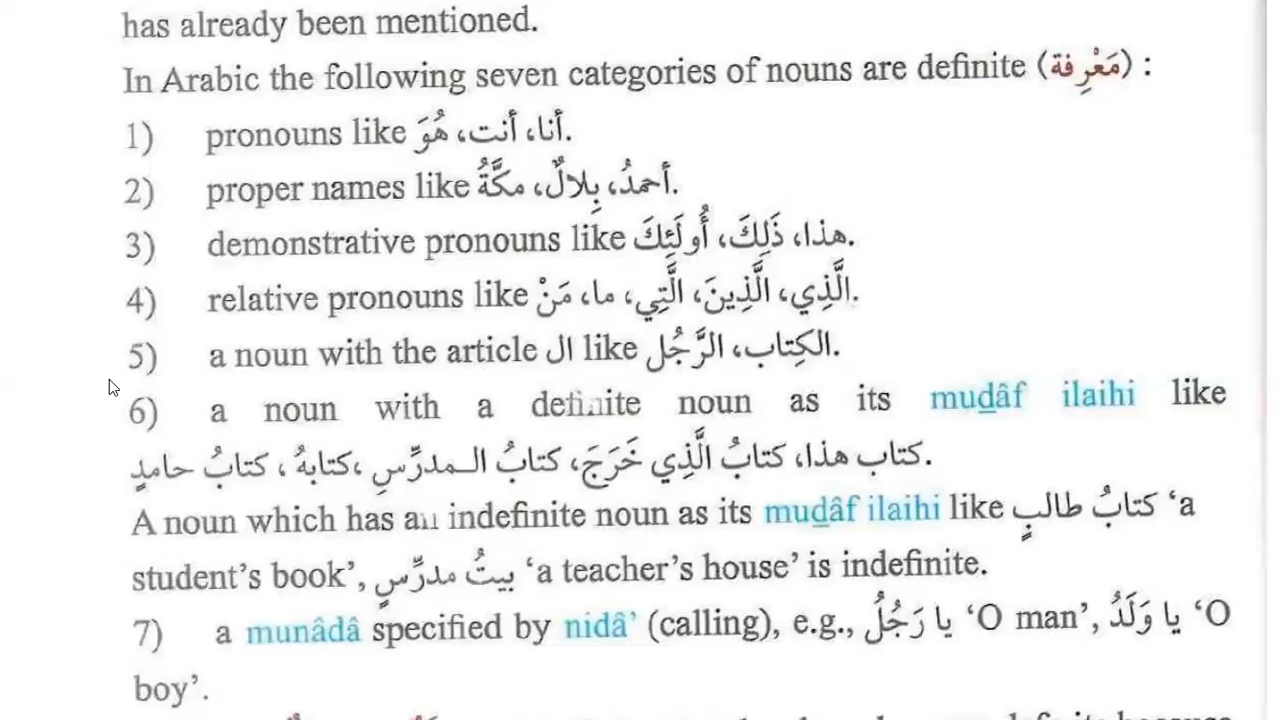 has already been mentioned.
In Arabic the following seven categories of nouns are definite (مَعْرِفة) :
1) pronouns like أنا، أنت، هُوَ.
2) proper names like أحمدُ، بِلالٌ، مكَّةُ.
3) demonstrative pronouns like هذا، ذَلِكَ، أُولَئِكَ.
4) relative pronouns like الَّذِي، الَّذِينَ، الَّتِي، ما، مَنْ.
5) a noun with the article ال like الكِتاب، الرَّجُل.
6) a noun with a definite noun as its muḏâf ilaihi like
كتاب هذا، كتابُ الَّذِي خَرَجَ، كتابُ الـمدرِّسِ ،كتابهُ ، كتابُ حامدٍ.
A noun which has an indefinite noun as its muḏâf ilaihi like كتابُ طالبٍ ‘a
student’s book’, بيتُ مدرِّسٍ ‘a teacher’s house’ is indefinite.
7) a munâdâ specified by nidâ’ (calling), e.g., يا رَجُلُ ‘O man’, يا وَلَدُ ‘O
boy’.